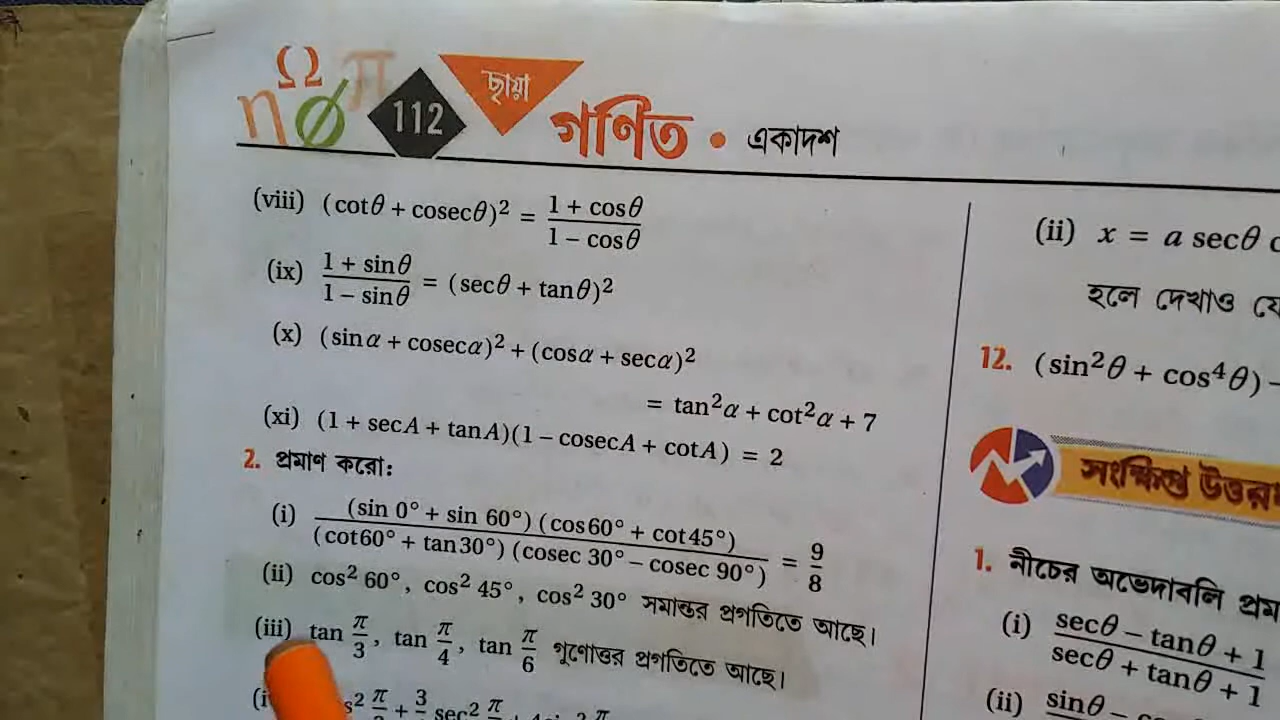 Ω
η Ø π 112 ছায়া গণিত • একাদশ
(viii) (cotθ + cosecθ)² = (1 + cosθ)/(1 − cosθ)
(ix) (1 + sinθ)/(1 − sinθ) = (secθ + tanθ)²
(x) (sinα + cosecα)² + (cosα + secα)²
= tan²α + cot²α + 7
(xi) (1 + secA + tanA)(1 − cosecA + cotA) = 2
2. প্রমাণ করো:
(i) (sin 0° + sin 60°) (cos60° + cot45°)/(cot60° + tan30°) (cosec 30° − cosec 90°) = 9/8
(ii) cos² 60°, cos² 45°, cos² 30° সমান্তর প্রগতিতে আছে।
(iii) tan π/3, tan π/4, tan π/6 গুণোত্তর প্রগতিতে আছে।
(ii) x = a secθ
হলে দেখাও
12. (sin²θ + cos⁴θ) −
সংক্ষিপ্ত
1. নীচের অভেদাবলি
(i) (secθ − tanθ + 1)/(secθ + tanθ + 1)
(ii) sinθ −